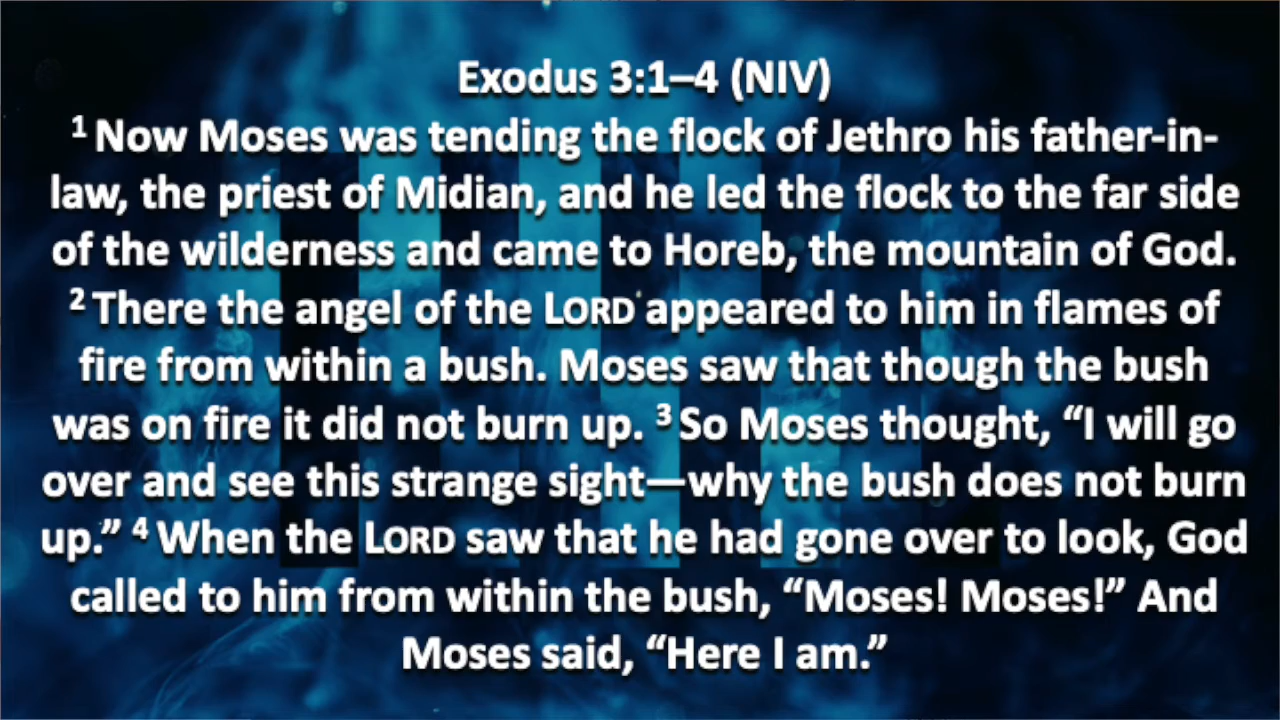 Exodus 3:1–4 (NIV)
¹ Now Moses was tending the flock of Jethro his father-in-
law, the priest of Midian, and he led the flock to the far side
of the wilderness and came to Horeb, the mountain of God.
² There the angel of the LORD appeared to him in flames of
fire from within a bush. Moses saw that though the bush
was on fire it did not burn up. ³ So Moses thought, “I will go
over and see this strange sight—why the bush does not burn
up.” ⁴ When the LORD saw that he had gone over to look, God
called to him from within the bush, “Moses! Moses!” And
Moses said, “Here I am.”